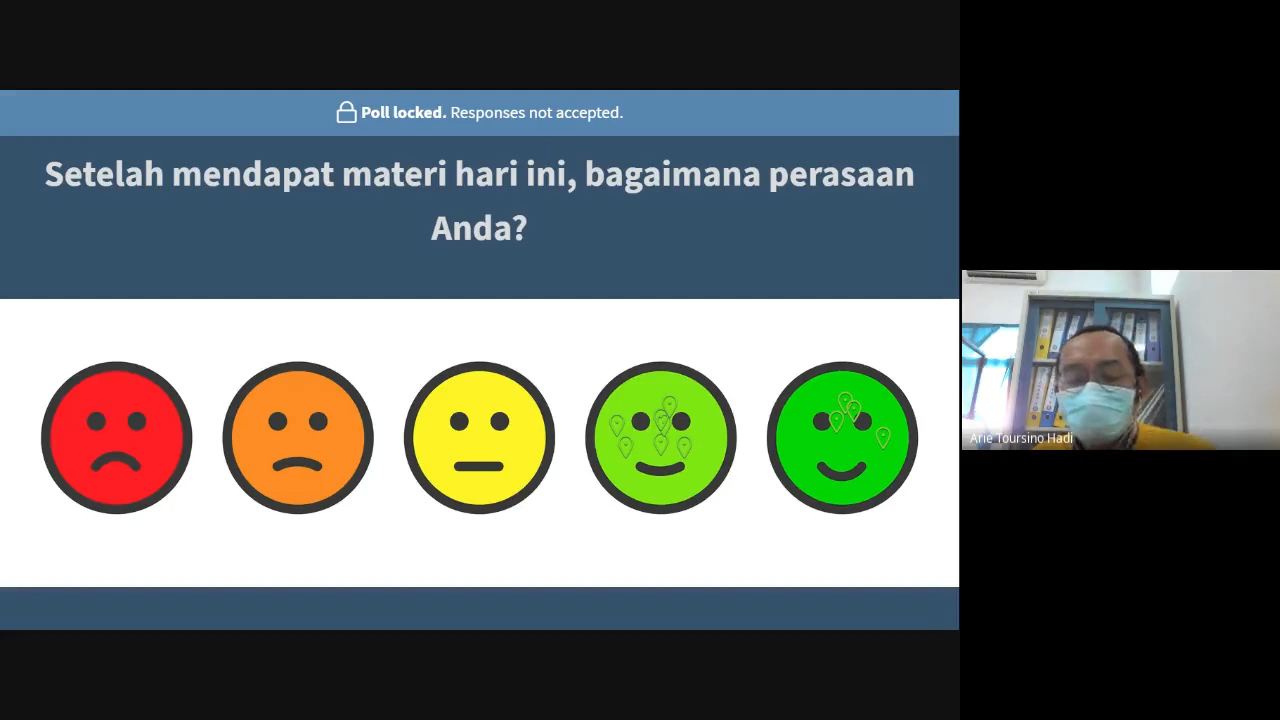 Poll locked. Responses not accepted.
Setelah mendapat materi hari ini, bagaimana perasaan
Anda?
Arie Toursino Hadi